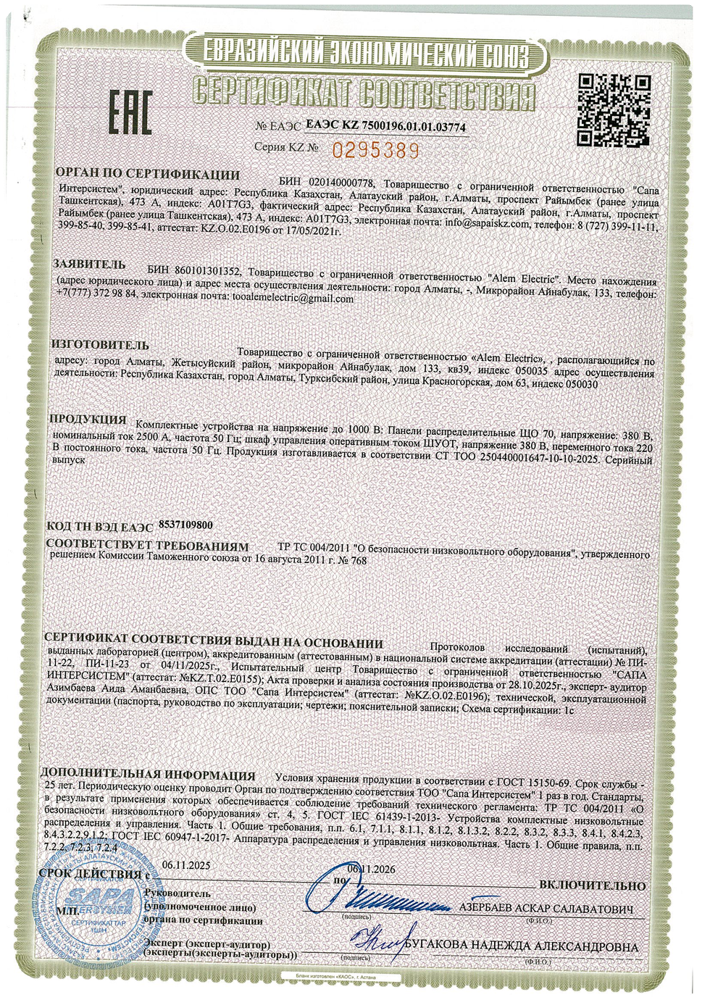 ЕВРАЗИЙСКИЙ ЭКОНОМИЧЕСКИЙ СОЮЗ
СЕРТИФИКАТ СООТВЕТСТВИЯ
ЕАС
№ ЕАЭС ЕАЭС KZ 7500196.01.01.03774
Серия KZ № 0295389
ОРГАН ПО СЕРТИФИКАЦИИ БИН 020140000778, Товарищество с ограниченной ответственностью "Сапа
Интерсистем", юридический адрес: Республика Казахстан, Алатауский район, г.Алматы, проспект Райымбек (ранее улица
Ташкентская), 473 А, индекс: A01T7G3, фактический адрес: Республика Казахстан, Алатауский район, г.Алматы, проспект
Райымбек (ранее улица Ташкентская), 473 А, индекс: A01T7G3, электронная почта: info@sapaiskz.com, телефон: 8 (727) 399-11-11,
399-85-40, 399-85-41, аттестат: KZ.O.02.E0196 от 17/05/2021г.
ЗАЯВИТЕЛЬ БИН 860101301352, Товарищество с ограниченной ответственностью "Alem Electric". Место нахождения
(адрес юридического лица) и адрес места осуществления деятельности: город Алматы, -, Микрорайон Айнабулак, 133, телефон:
+7(777) 372 98 84, электронная почта: tooalemelectric@gmail.com
ИЗГОТОВИТЕЛЬ Товарищество с ограниченной ответственностью «Alem Electric», , располагающийся по
адресу: город Алматы, Жетысуйский район, микрорайон Айнабулак, дом 133, кв39, индекс 050035 адрес осуществления
деятельности: Республика Казахстан, город Алматы, Турксибский район, улица Красногорская, дом 63, индекс 050030
ПРОДУКЦИЯ Комплектные устройства на напряжение до 1000 В: Панели распределительные ЩО 70, напряжение: 380 В,
номинальный ток 2500 А, частота 50 Гц; шкаф управления оперативным током ШУОТ, напряжение 380 В, переменного тока 220
В постоянного тока, частота 50 Гц. Продукция изготавливается в соответствии СТ ТОО 250440001647-10-10-2025. Серийный
выпуск
КОД ТН ВЭД ЕАЭС 8537109800
СООТВЕТСТВУЕТ ТРЕБОВАНИЯМ ТР ТС 004/2011 "О безопасности низковольтного оборудования", утвержденного
решением Комиссии Таможенного союза от 16 августа 2011 г. № 768
СЕРТИФИКАТ СООТВЕТСТВИЯ ВЫДАН НА ОСНОВАНИИ Протоколов исследований (испытаний),
выданных лабораторией (центром), аккредитованным (аттестованным) в национальной системе аккредитации (аттестации) № ПИ-
11-22, ПИ-11-23 от 04/11/2025г., Испытательный центр Товарищество с ограниченной ответственностью "САПА
ИНТЕРСИСТЕМ" (аттестат: №KZ.T.02.E0155); Акта проверки и анализа состояния производства от 28.10.2025г., эксперт- аудитор
Азимбаева Аида Аманбаевна, ОПС ТОО "Сапа Интерсистем" (аттестат: №KZ.O.02.E0196); технической, эксплуатационной
документации (паспорта, руководство по эксплуатации; чертежи; пояснительной записки; Схема сертификации: 1с
ДОПОЛНИТЕЛЬНАЯ ИНФОРМАЦИЯ Условия хранения продукции в соответствии с ГОСТ 15150-69. Срок службы -
25 лет. Периодическую оценку проводит Орган по подтверждению соответствия ТОО "Сапа Интерсистем" 1 раз в год. Стандарты,
в результате применения которых обеспечивается соблюдение требований технического регламента: ТР ТС 004/2011 «О
безопасности низковольтного оборудования» ст. 4, 5. ГОСТ IEC 61439-1-2013- Устройства комплектные низковольтные
распределения и управления. Часть 1. Общие требования, п.п. 6.1, 7.1.1, 8.1.1, 8.1.2, 8.1.3.2, 8.2.2, 8.3.2, 8.3.3, 8.4.1, 8.4.2.3,
8.4.3.2.2,9.1.2; ГОСТ IEC 60947-1-2017- Аппаратура распределения и управления низковольтная. Часть 1. Общие правила, п.п.
7.2.2, 7.2.3, 7.2.4
СРОК ДЕЙСТВИЯ с 06.11.2025 по 06.11.2026 ВКЛЮЧИТЕЛЬНО
SAPA
INTERSYSTEM
СЕРТИФИКАТТАР
ҮШІН
М.П.
Руководитель
(уполномоченное лицо)
органа по сертификации
(подпись)
АЗЕРБАЕВ АСКАР САЛАВАТОВИЧ
(Ф.И.О.)
Эксперт (эксперт-аудитор)
(эксперты(эксперты-аудиторы))
(подпись)
БУГАКОВА НАДЕЖДА АЛЕКСАНДРОВНА
(Ф.И.О.)
Бланк изготовлен «КАОС», г. Астана